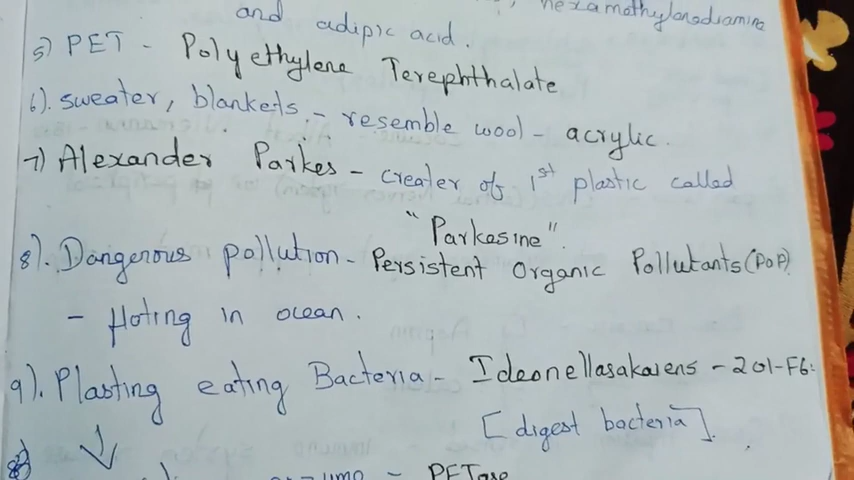 , hexamethylenediamine
and adipic acid.
5) PET - Polyethylene Terephthalate
6). sweater, blankets. - resemble wool - acrylic.
7) Alexander Parkes - creater of 1st plastic called
"Parkesine".
8). Dangerous pollution - Persistent Organic Pollutants (POP)
- floting in ocean.
9). Plasting eating Bacteria - Ideonellasakaiens - 201-F6:
[digest bacteria].
- PETase